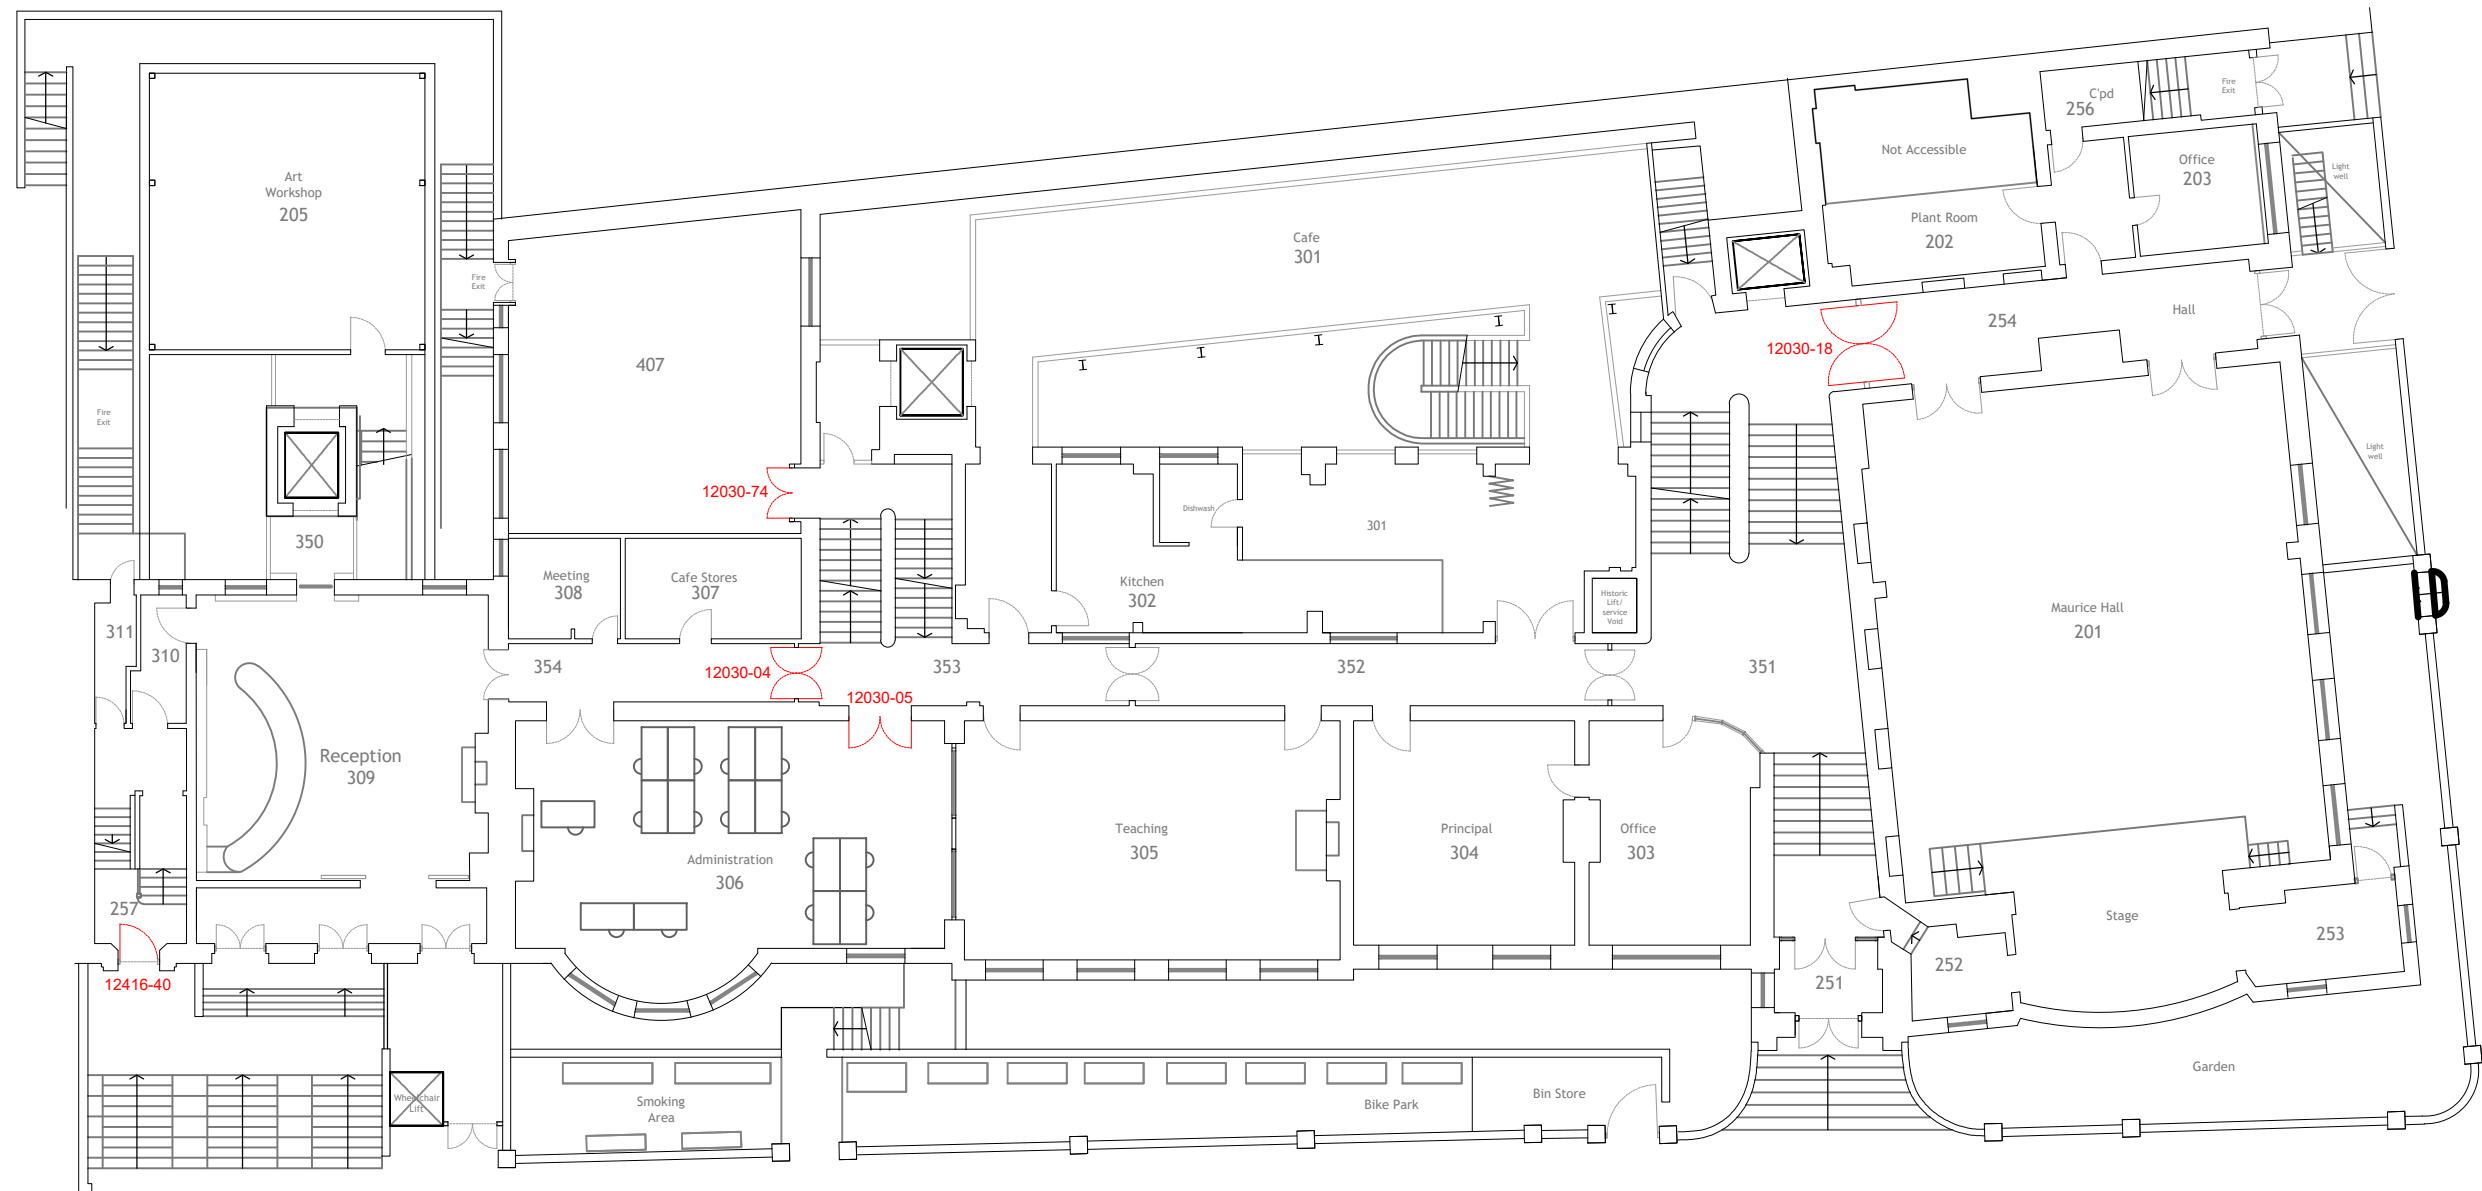 Art
Workshop
205
Fire
Exit
Fire
Exit
350
407
12030-74
Cafe
301
301
Dishwash
Kitchen
302
Historic
Lift/
service
Void
Not Accessible
Plant Room
202
C'pd
256
Fire
Exit
Office
203
Light
well
254
Hall
12030-18
Light
well
Maurice Hall
201
Meeting
308
Cafe Stores
307
311
310
354
12030-04
353
12030-05
352
351
Reception
309
257
12416-40
Administration
306
Teaching
305
Principal
304
Office
303
251
252
Stage
253
Garden
Wheelchair
Lift
Smoking
Area
Bike Park
Bin Store